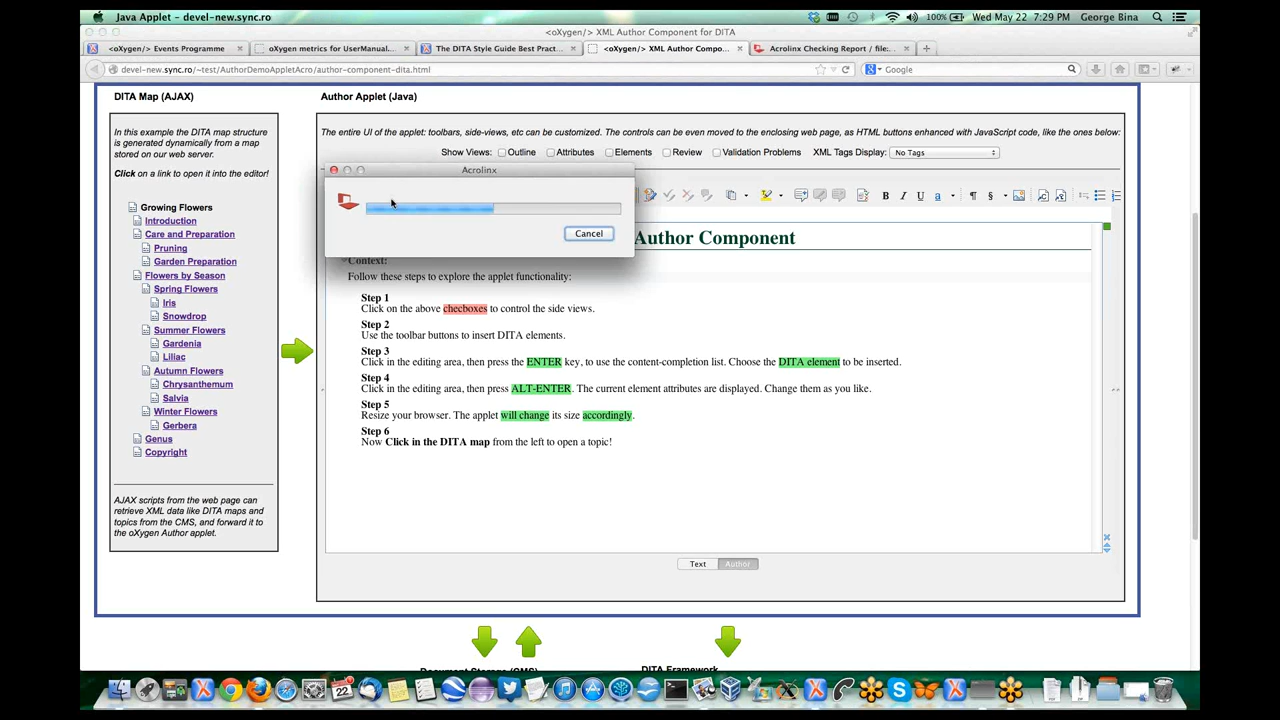 Java Applet - devel-new.sync.ro
100% Wed May 22 7:29 PM George Bina
<oXygen/> XML Author Component for DITA
<oXygen/> Events Programme
oXygen metrics for UserManual...
The DITA Style Guide Best Pract...
<oXygen/> XML Author Compo...
Acrolinx Checking Report / file:...
devel-new.sync.ro/~test/AuthorDemoAppletAcro/author-component-dita.html
Google
DITA Map (AJAX)
In this example the DITA map structure
is generated dynamically from a map
stored on our web server.
Click on a link to open it into the editor!
Growing Flowers
Introduction
Care and Preparation
Pruning
Garden Preparation
Flowers by Season
Spring Flowers
Iris
Snowdrop
Summer Flowers
Gardenia
Liliac
Autumn Flowers
Chrysanthemum
Salvia
Winter Flowers
Gerbera
Genus
Copyright
AJAX scripts from the web page can
retrieve XML data like DITA maps and
topics from the CMS, and forward it to
the oXygen Author applet.
Author Applet (Java)
The entire UI of the applet: toolbars, side-views, etc can be customized. The controls can be even moved to the enclosing web page, as HTML buttons enhanced with JavaScript code, like the ones below:
Show Views: Outline Attributes Elements Review Validation Problems XML Tags Display: No Tags
Acrolinx
Cancel
B I U a ¶ §
Author Component
Context:
Follow these steps to explore the applet functionality:
Step 1
Click on the above checboxes to control the side views.
Step 2
Use the toolbar buttons to insert DITA elements.
Step 3
Click in the editing area, then press the ENTER key, to use the content-completion list. Choose the DITA element to be inserted.
Step 4
Click in the editing area, then press ALT-ENTER. The current element attributes are displayed. Change them as you like.
Step 5
Resize your browser. The applet will change its size accordingly.
Step 6
Now Click in the DITA map from the left to open a topic!
Text Author
Document Storage (CMS)
DITA Framework
22